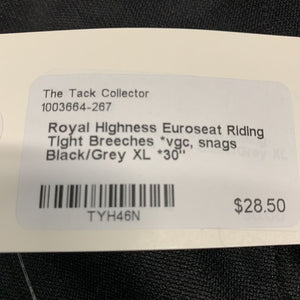 The Tack Collector
1003664-267
Royal Highness Euroseat Riding
Tight Breeches *vgc, snags
Black/Grey XL *30"
TYH46N
$28.50